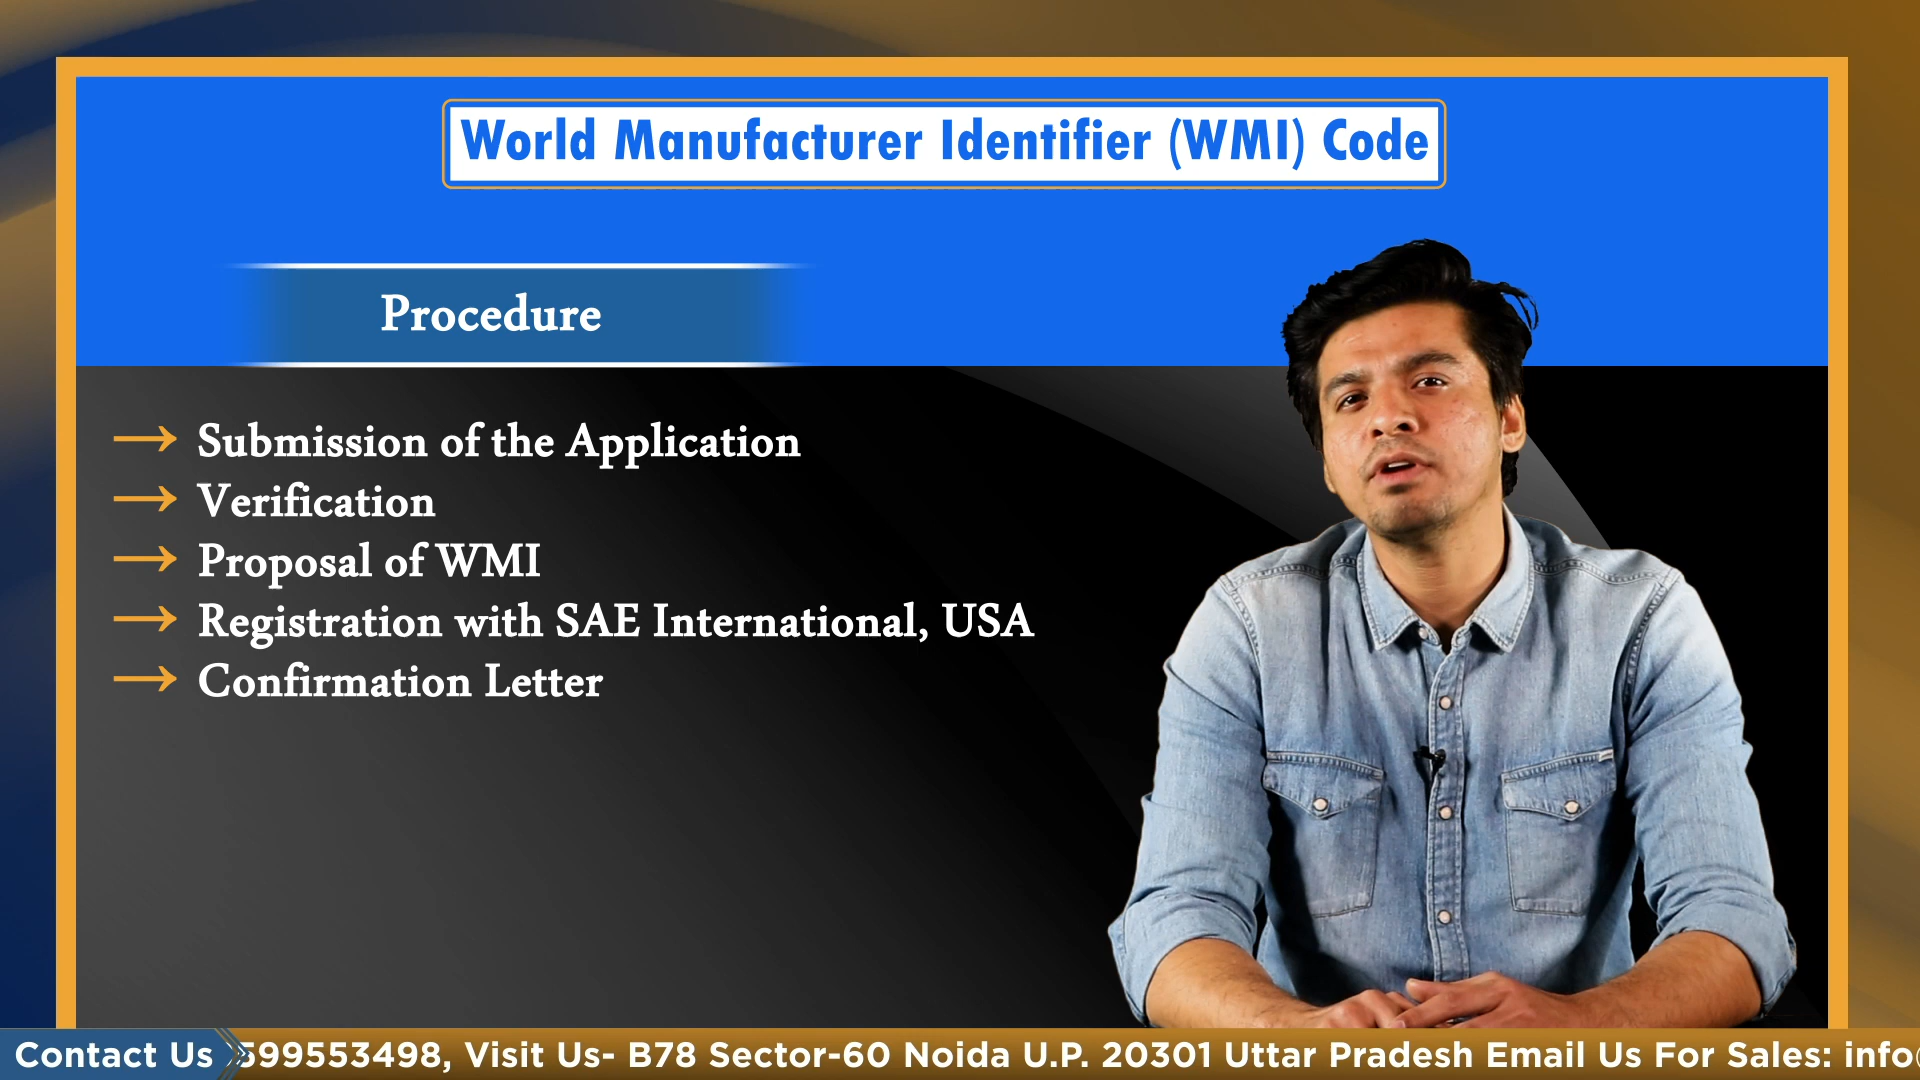 World Manufacturer Identifier (WMI) Code
Procedure
→ Submission of the Application
→ Verification
→ Proposal of WMI
→ Registration with SAE International, USA
→ Confirmation Letter
Contact Us 599553498, Visit Us- B78 Sector-60 Noida U.P. 20301 Uttar Pradesh Email Us For Sales: info